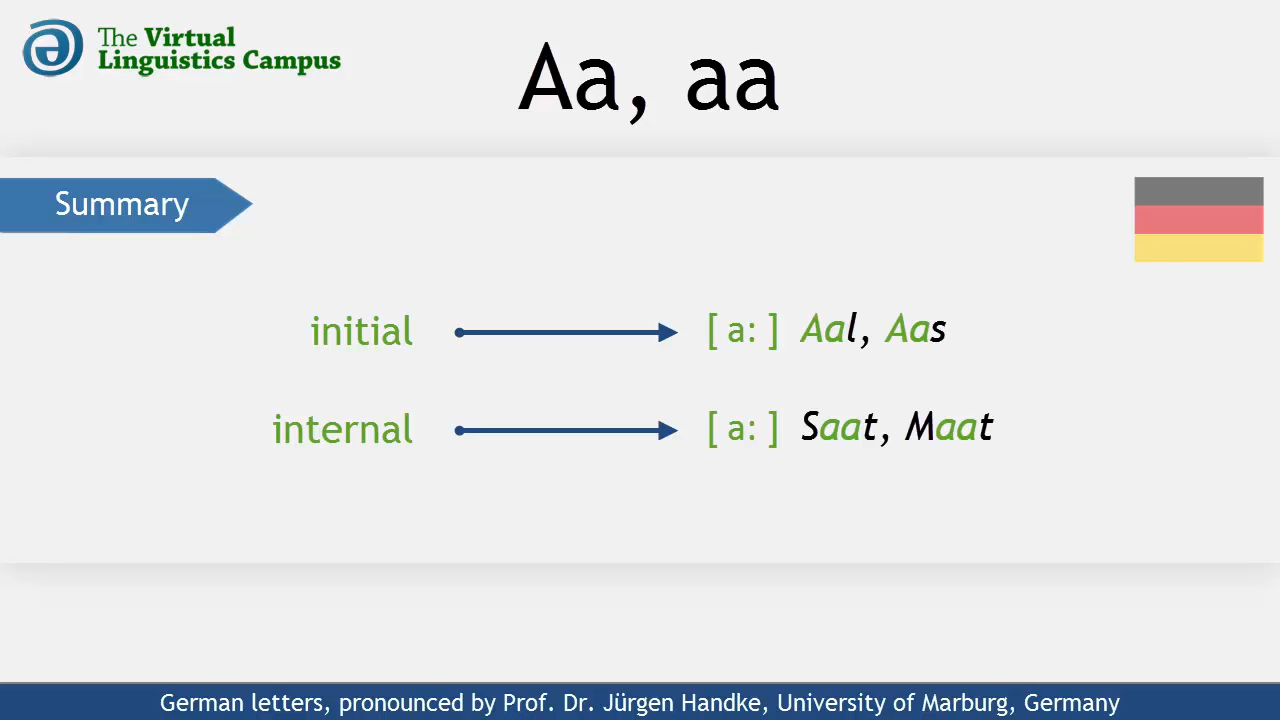 The Virtual
Linguistics Campus
Aa, aa
Summary
initial [ a: ] Aal, Aas
internal [ a: ] Saat, Maat
German letters, pronounced by Prof. Dr. Jürgen Handke, University of Marburg, Germany